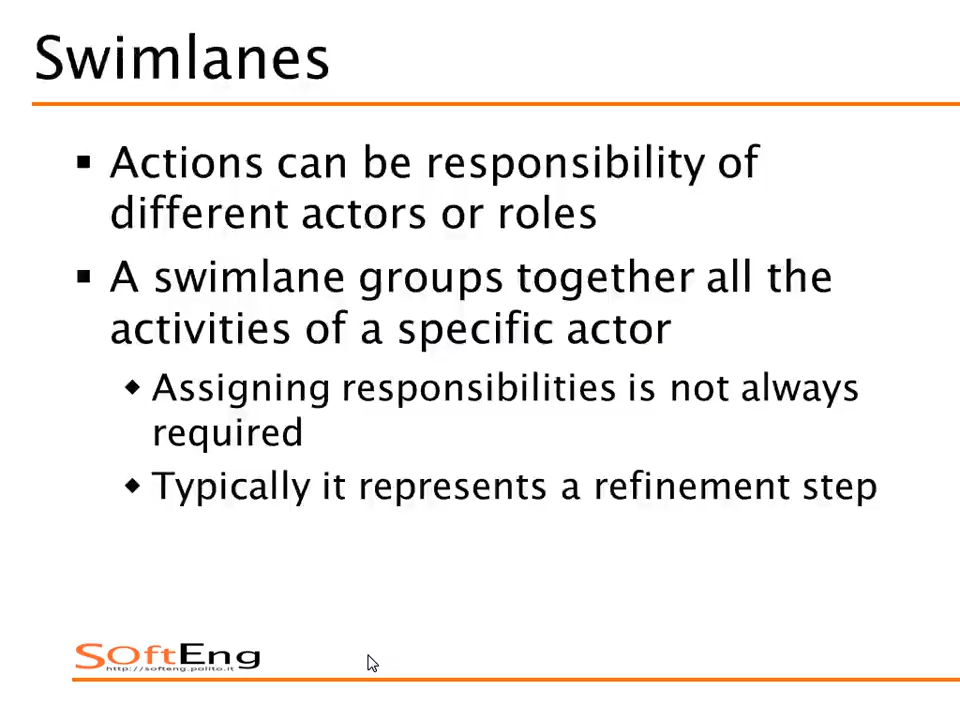 Swimlanes
▪ Actions can be responsibility of
different actors or roles
▪ A swimlane groups together all the
activities of a specific actor
◆ Assigning responsibilities is not always
required
◆ Typically it represents a refinement step
SoftEng
http://softeng.polito.it